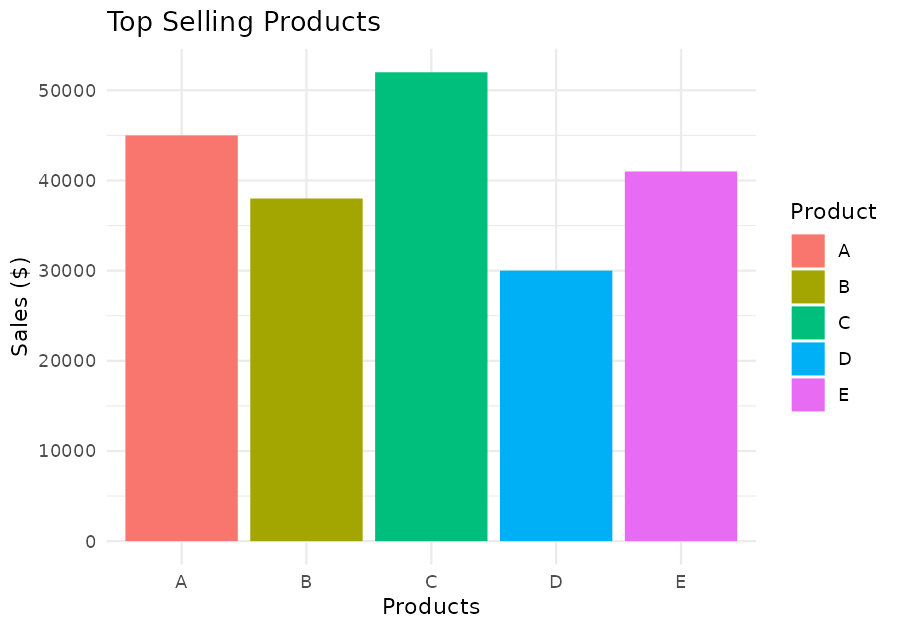 Top Selling Products
Sales ($)
50000
40000
30000
20000
10000
0
A B C D E
Products
Product
A
B
C
D
E